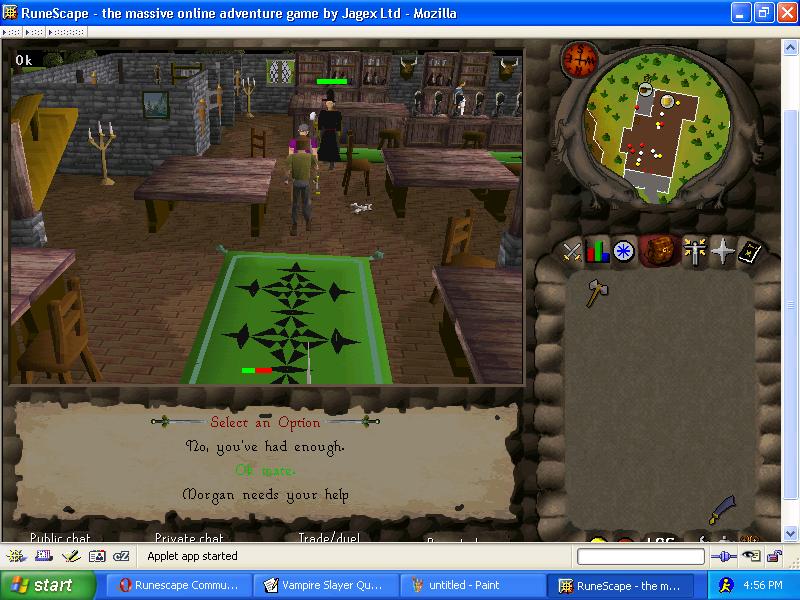 RuneScape - the massive online adventure game by Jagex Ltd - Mozilla
Ok
Select an Option
No, you've had enough.
Ok mate.
Morgan needs your help
Public chat
Private chat
Trade/duel
Applet app started
start
Runescape Commu...
Vampire Slayer Qu...
untitled - Paint
RuneScape - the m...
4:56 PM